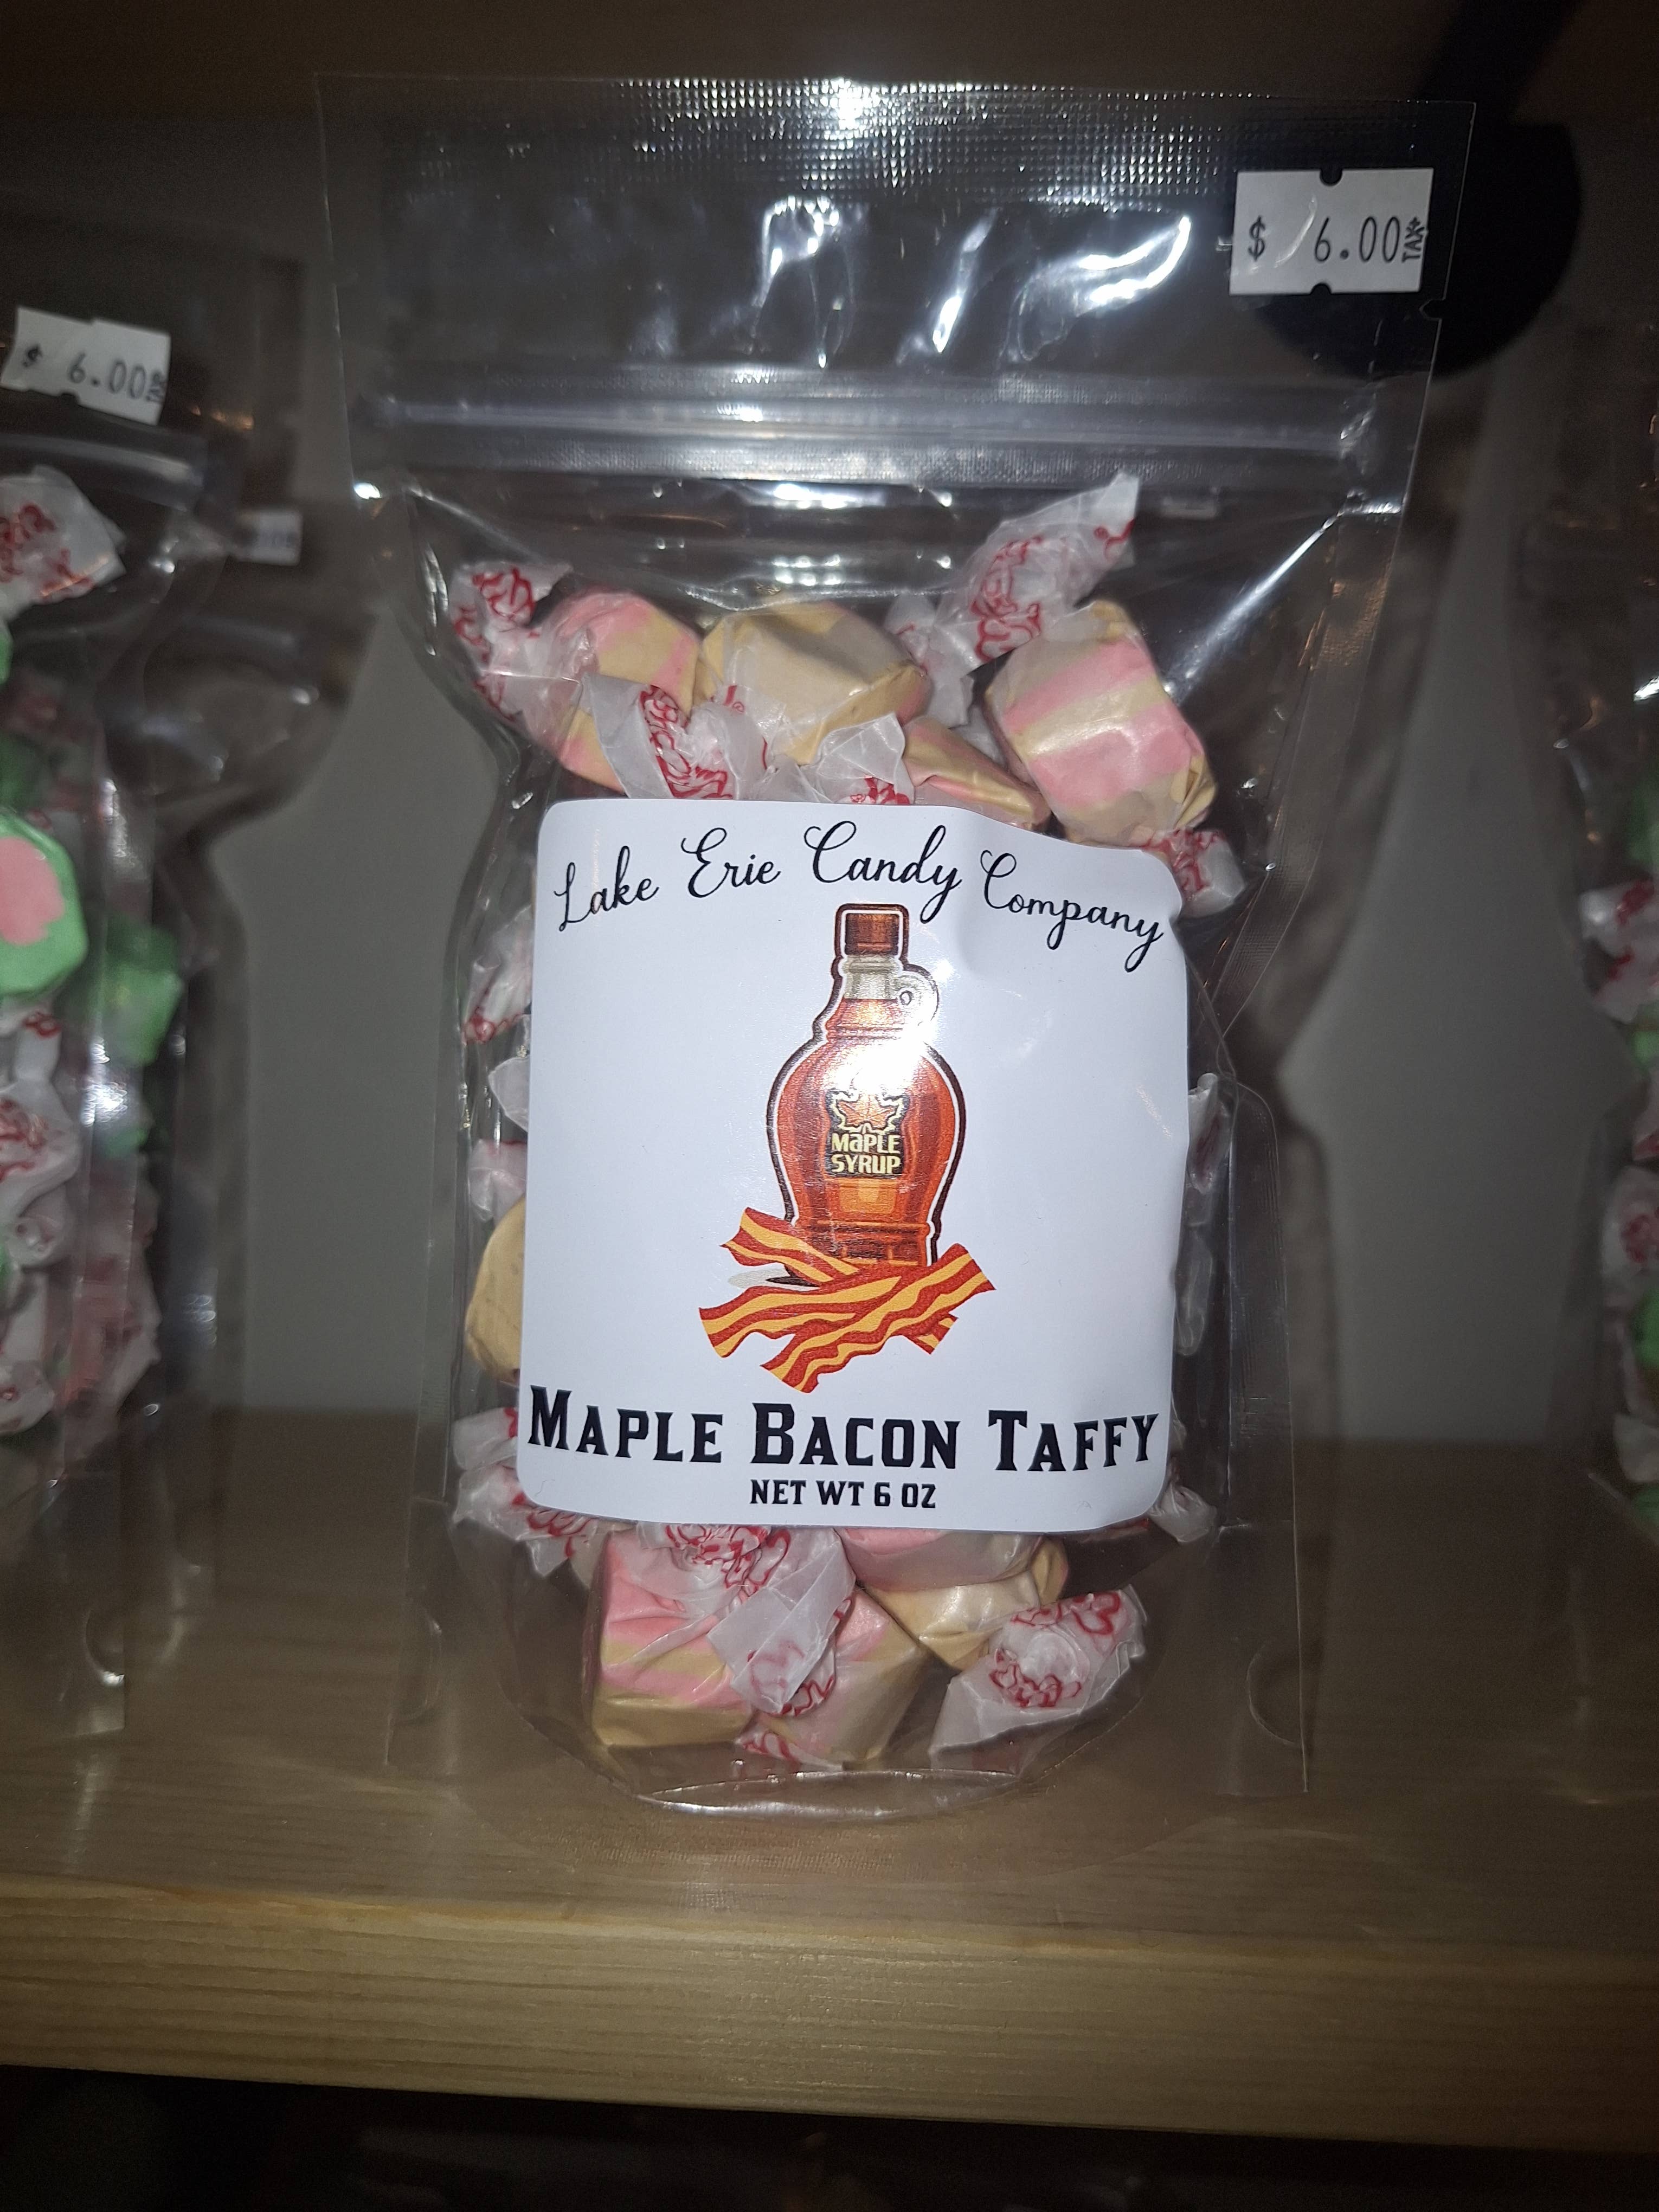 $ 6.00 TAX+
$ 6.00
Lake Erie Candy Company
MAPLE
SYRUP
MAPLE BACON TAFFY
NET WT 6 OZ